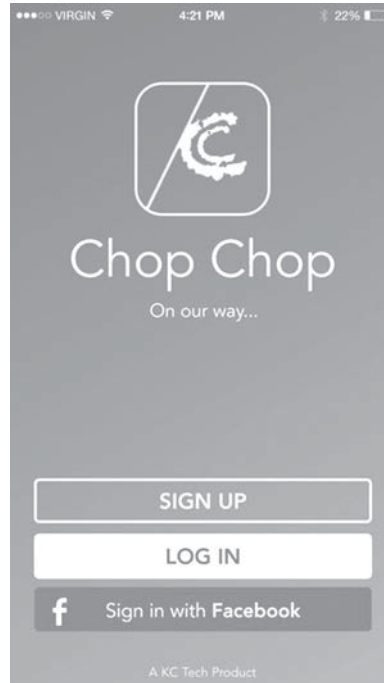 VIRGIN 4:21 PM 22%
C
Chop Chop
On our way...
SIGN UP
LOG IN
f Sign in with Facebook
A KC Tech Product